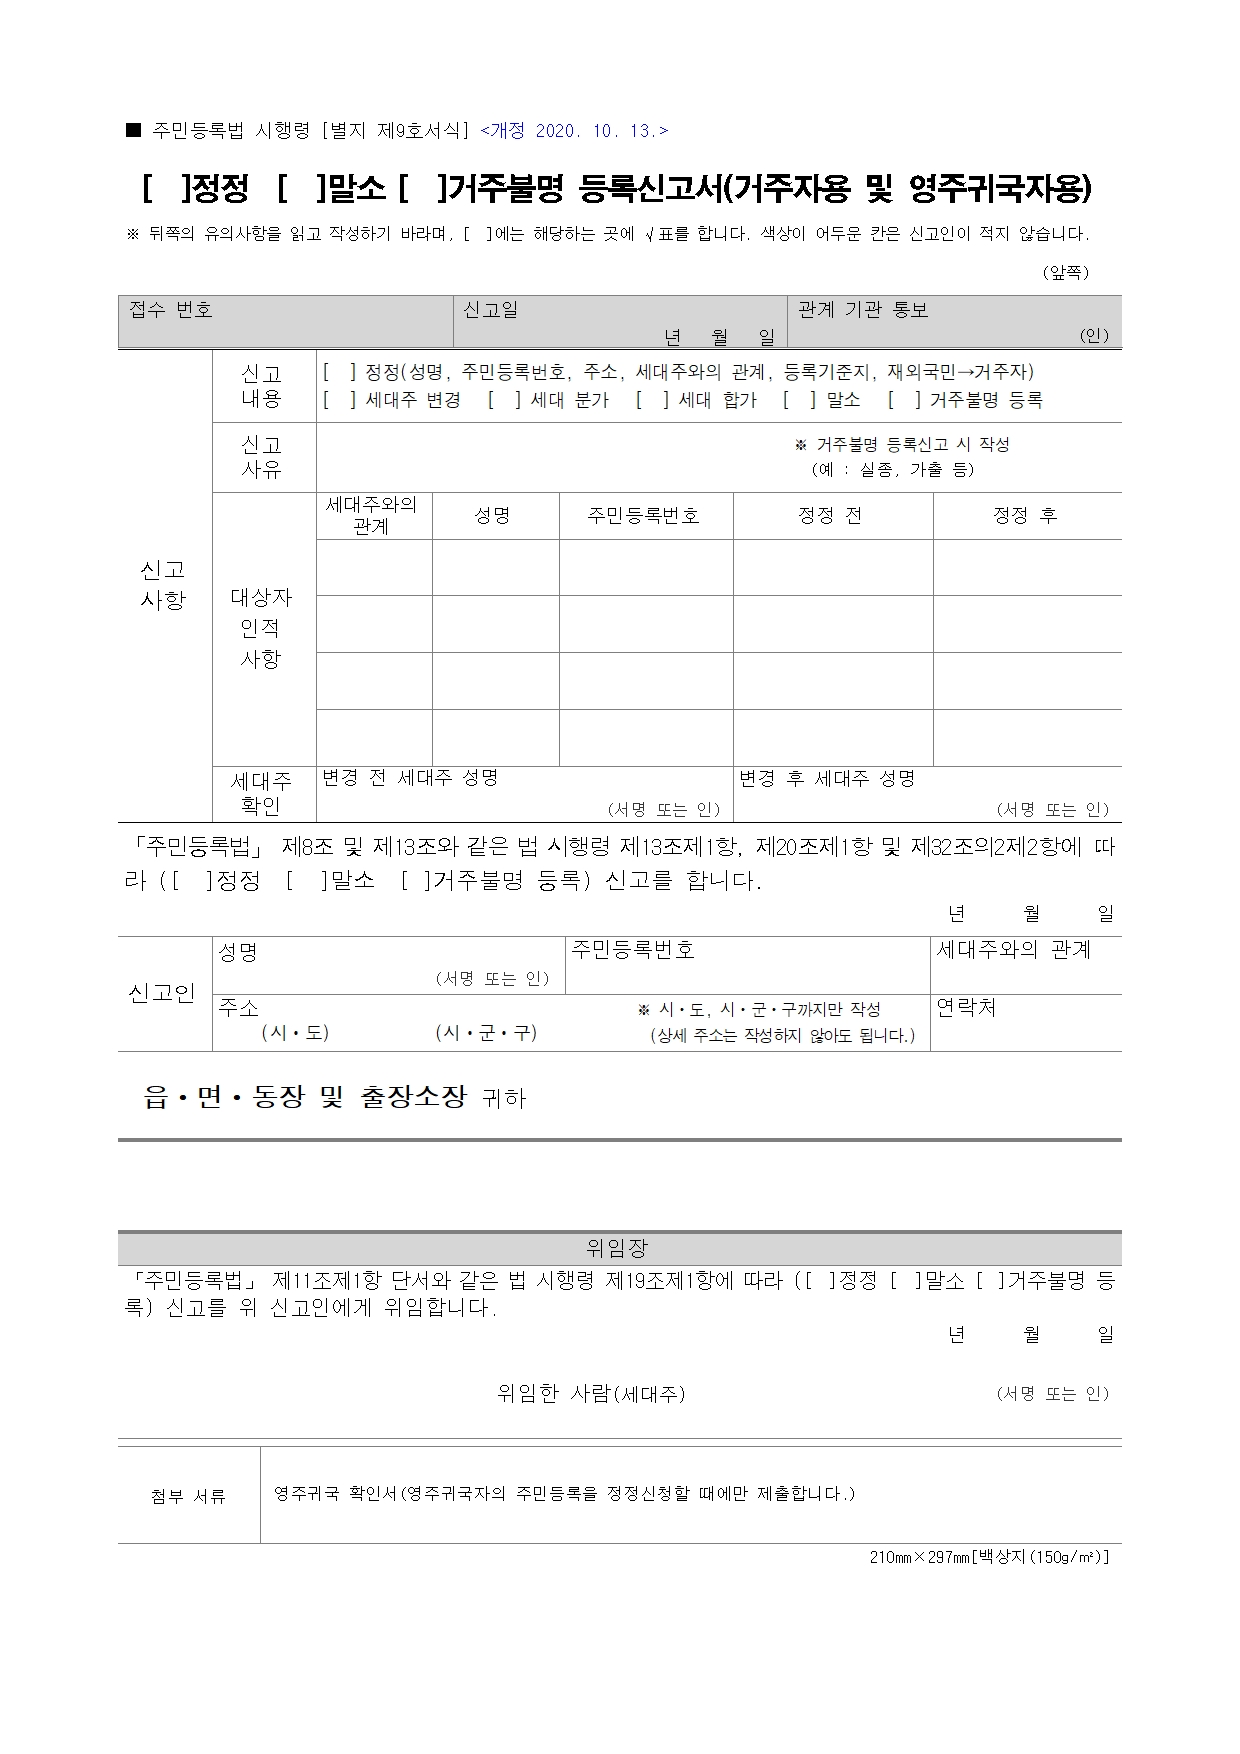 ■ 주민등록법 시행령 [별지 제9호서식] <개정 2020. 10. 13.>
[  ]정정  [  ]말소 [  ]거주불명 등록신고서(거주자용 및 영주귀국자용)
※ 뒤쪽의 유의사항을 읽고 작성하기 바라며, [  ]에는 해당하는 곳에 √표를 합니다. 색상이 어두운 칸은 신고인이 적지 않습니다.
(앞쪽)
접수 번호
신고일
년 월 일
관계 기관 통보
(인)
신고
사항
신고
내용
[  ] 정정(성명, 주민등록번호, 주소, 세대주와의 관계, 등록기준지, 재외국민→거주자)
[  ] 세대주 변경  [  ] 세대 분가  [  ] 세대 합가  [  ] 말소  [  ] 거주불명 등록
신고
사유
※ 거주불명 등록신고 시 작성
(예 : 실종, 가출 등)
대상자
인적
사항
세대주와의
관계
성명
주민등록번호
정정 전
정정 후
세대주
확인
변경 전 세대주 성명
(서명 또는 인)
변경 후 세대주 성명
(서명 또는 인)
「주민등록법」 제8조 및 제13조와 같은 법 시행령 제13조제1항, 제20조제1항 및 제32조의2제2항에 따
라 ([  ]정정  [  ]말소  [ ]거주불명 등록) 신고를 합니다.
년 월 일
신고인
성명
(서명 또는 인)
주민등록번호
세대주와의 관계
주소
(시·도) (시·군·구)
※ 시·도, 시·군·구까지만 작성
(상세 주소는 작성하지 않아도 됩니다.)
연락처
읍·면·동장 및 출장소장 귀하
위임장
「주민등록법」 제11조제1항 단서와 같은 법 시행령 제19조제1항에 따라 ([ ]정정 [ ]말소 [ ]거주불명 등
록) 신고를 위 신고인에게 위임합니다.
년 월 일
위임한 사람(세대주) (서명 또는 인)
첨부 서류
영주귀국 확인서(영주귀국자의 주민등록을 정정신청할 때에만 제출합니다.)
210㎜×297㎜[백상지(150g/㎡)]